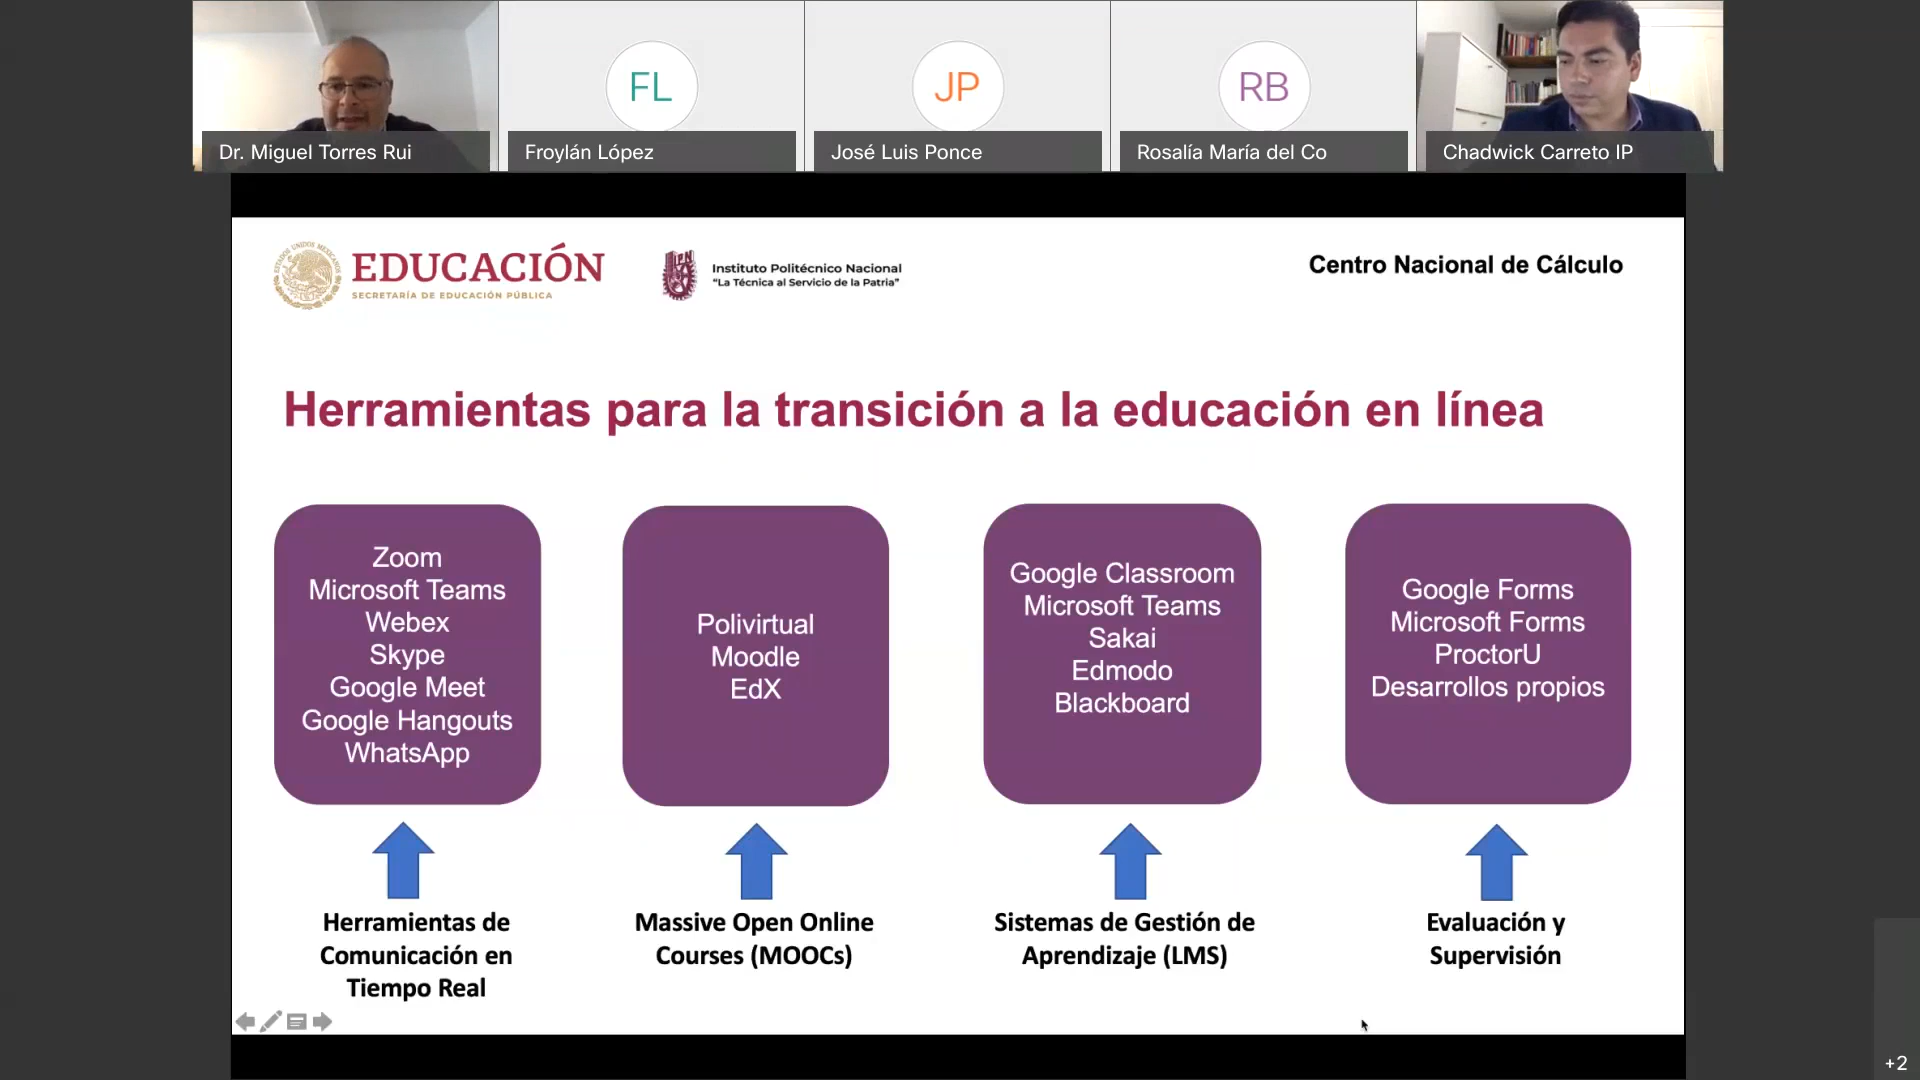 FL
JP
RB
Dr. Miguel Torres Rui
Froylán López
José Luis Ponce
Rosalía María del Co
Chadwick Carreto IP
ESTADOS UNIDOS MEXICANOS
EDUCACIÓN
SECRETARÍA DE EDUCACIÓN PÚBLICA
IPN
Instituto Politécnico Nacional
"La Técnica al Servicio de la Patria"
Centro Nacional de Cálculo
Herramientas para la transición a la educación en línea
Zoom
Microsoft Teams
Webex
Skype
Google Meet
Google Hangouts
WhatsApp
Polivirtual
Moodle
EdX
Google Classroom
Microsoft Teams
Sakai
Edmodo
Blackboard
Google Forms
Microsoft Forms
ProctorU
Desarrollos propios
Herramientas de
Comunicación en
Tiempo Real
Massive Open Online
Courses (MOOCs)
Sistemas de Gestión de
Aprendizaje (LMS)
Evaluación y
Supervisión
+2